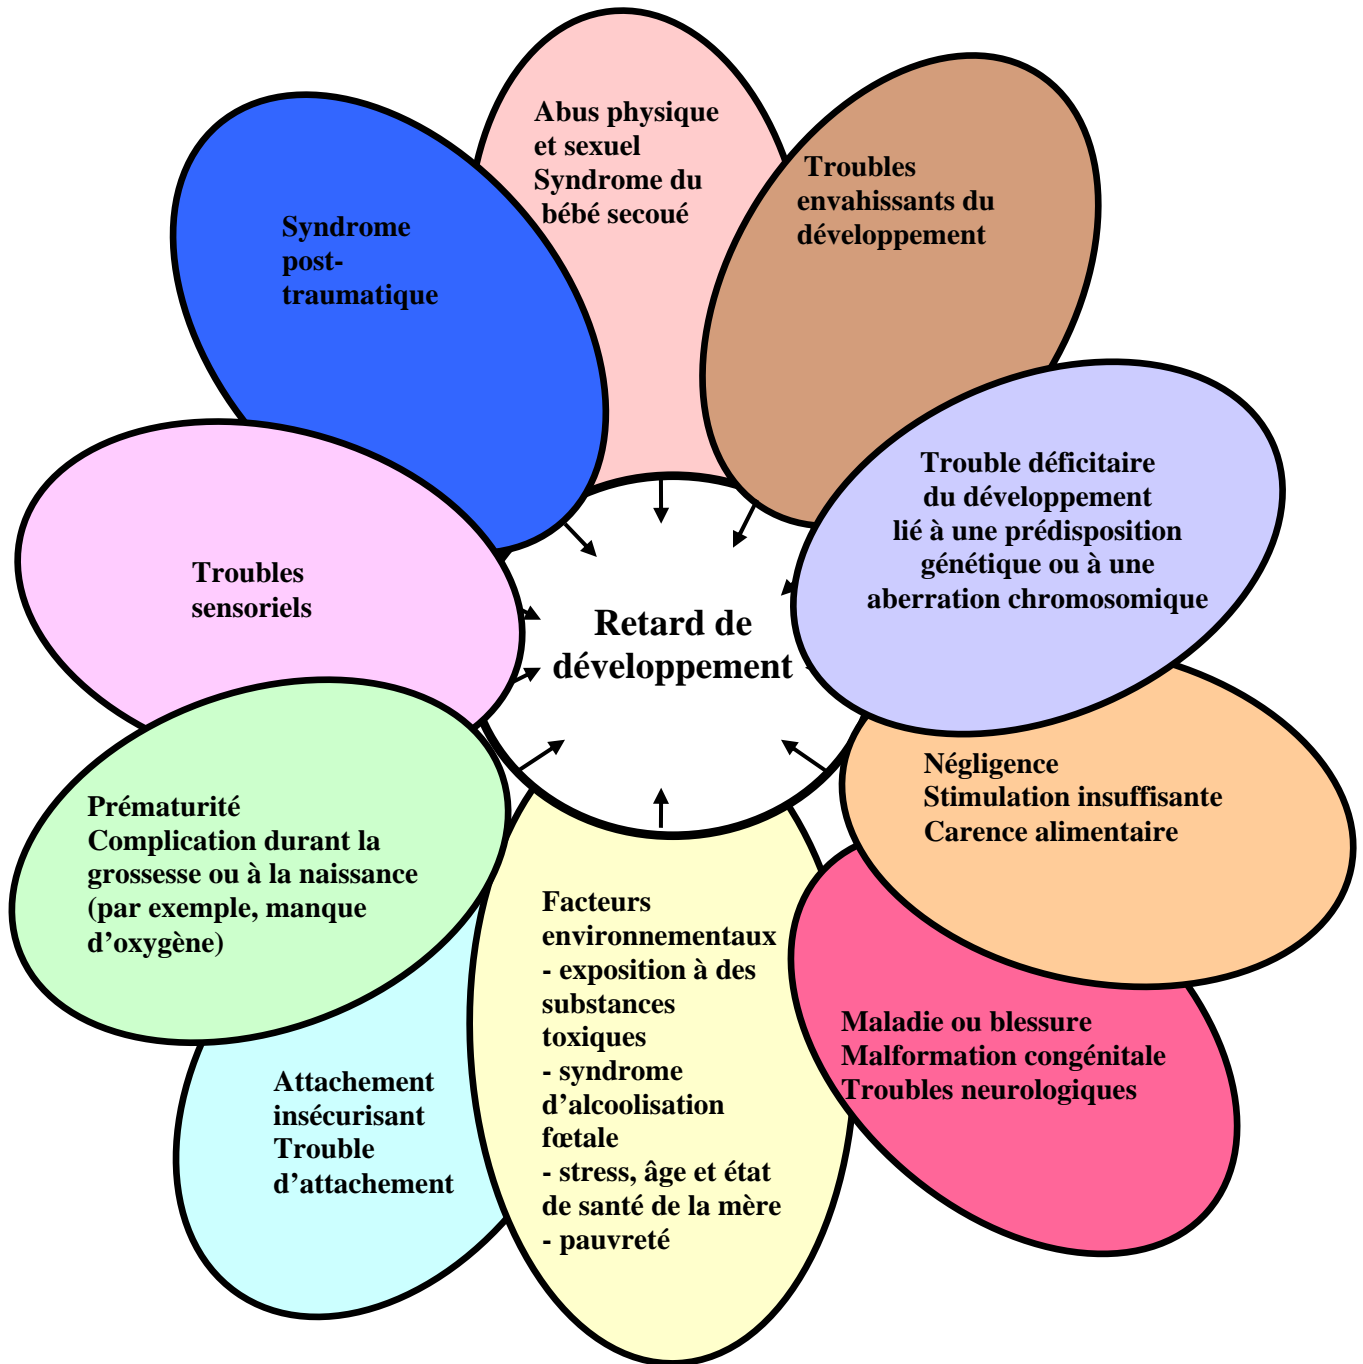 Abus physique
et sexuel
Syndrome du
bébé secoué
Troubles
envahissants du
développement
Syndrome
post-
traumatique
Trouble déficitaire
du développement
lié à une prédisposition
génétique ou à une
aberration chromosomique
Troubles
sensoriels
Retard de
développement
Négligence
Stimulation insuffisante
Carence alimentaire
Prématurité
Complication durant la
grossesse ou à la naissance
(par exemple, manque
d’oxygène)
Facteurs
environnementaux
- exposition à des
substances
toxiques
- syndrome
d’alcoolisation
fœtale
- stress, âge et état
de santé de la mère
- pauvreté
Maladie ou blessure
Malformation congénitale
Troubles neurologiques
Attachement
insécurisant
Trouble
d’attachement